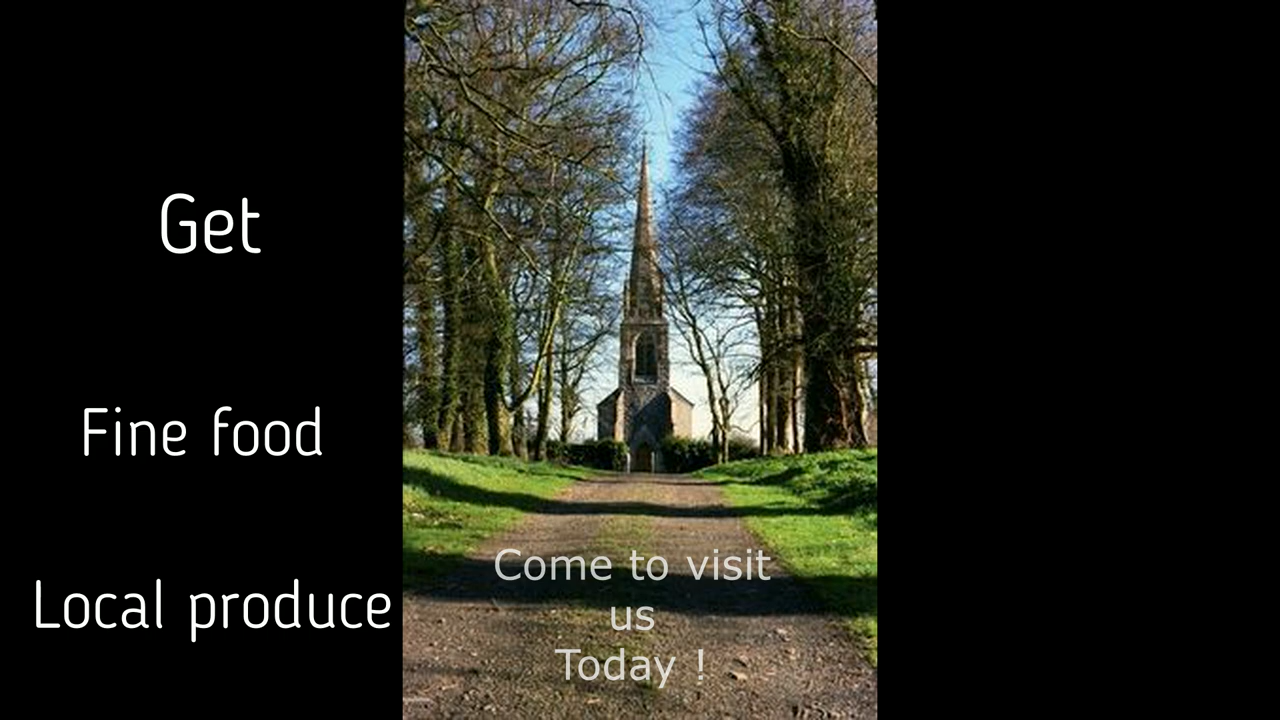 Get
Fine food
Local produce
Come to visit
us
Today !